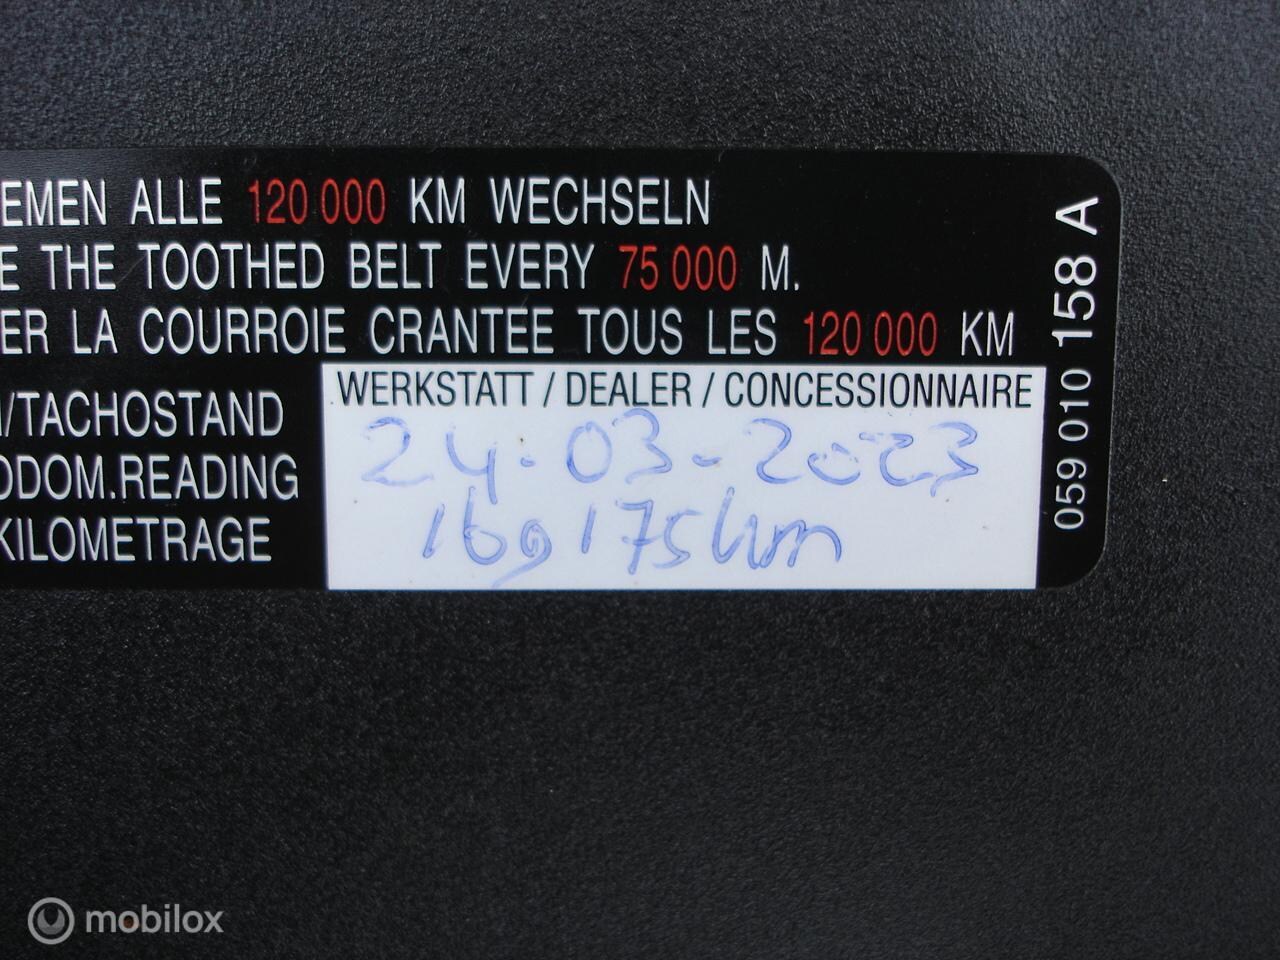 EMEN ALLE 120 000 KM WECHSELN
E THE TOOTHED BELT EVERY 75 000 M.
ER LA COURROIE CRANTÉE TOUS LES 120 000 KM
/TACHOSTAND
ODOM.READING
KILOMETRAGE
WERKSTATT / DEALER / CONCESSIONNAIRE
24-03-2023
169175km
059 010 158 A
mobilox